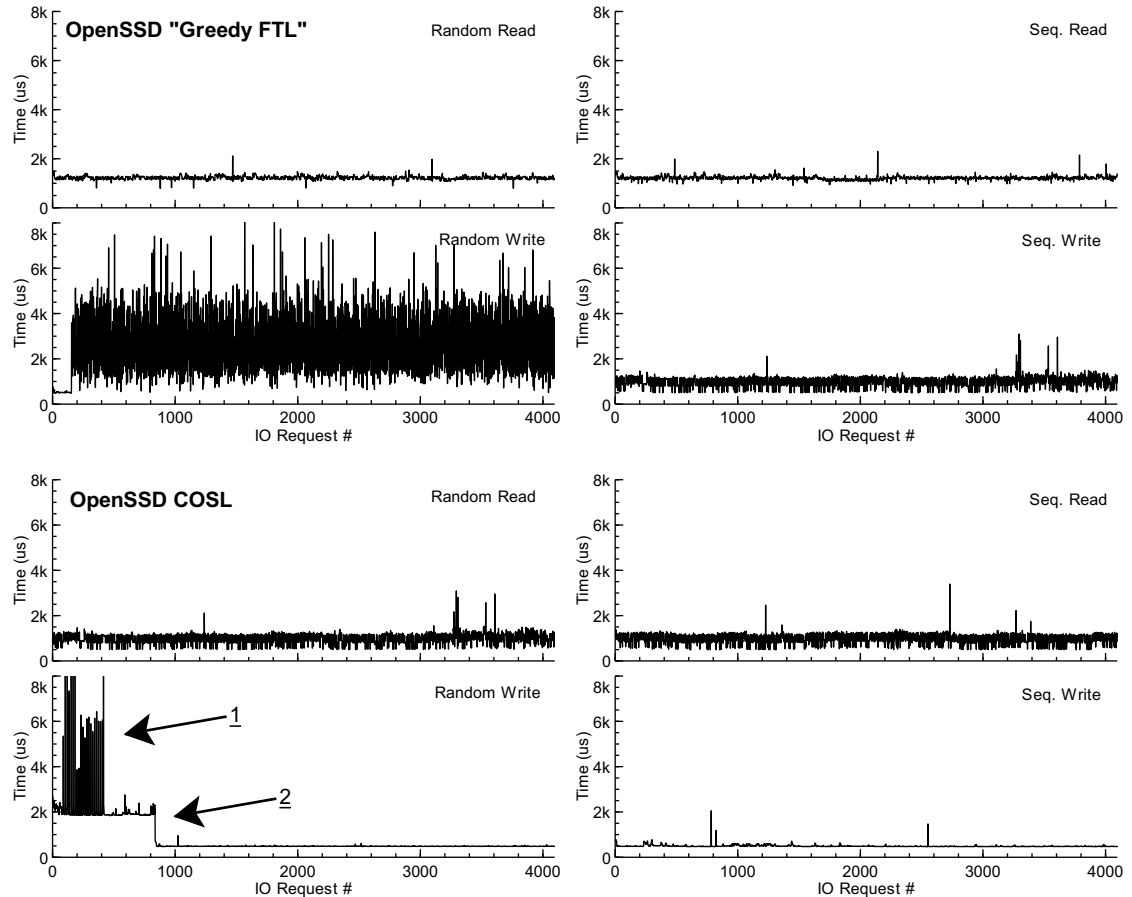 8k
OpenSSD "Greedy FTL"
Random Read
6k
Time (us)
4k
2k
0
8k
Seq. Read
6k
Time (us)
4k
2k
0
8k
Random Write
6k
Time (us)
4k
2k
0
0 1000 2000 3000 4000
IO Request #
8k
Seq. Write
6k
Time (us)
4k
2k
0
0 1000 2000 3000 4000
IO Request #
8k
OpenSSD COSL
Random Read
6k
Time (us)
4k
2k
0
8k
Seq. Read
6k
Time (us)
4k
2k
0
8k
Random Write
6k
1
Time (us)
4k
2
2k
0
0 1000 2000 3000 4000
IO Request #
8k
Seq. Write
6k
Time (us)
4k
2k
0
0 1000 2000 3000 4000
IO Request #